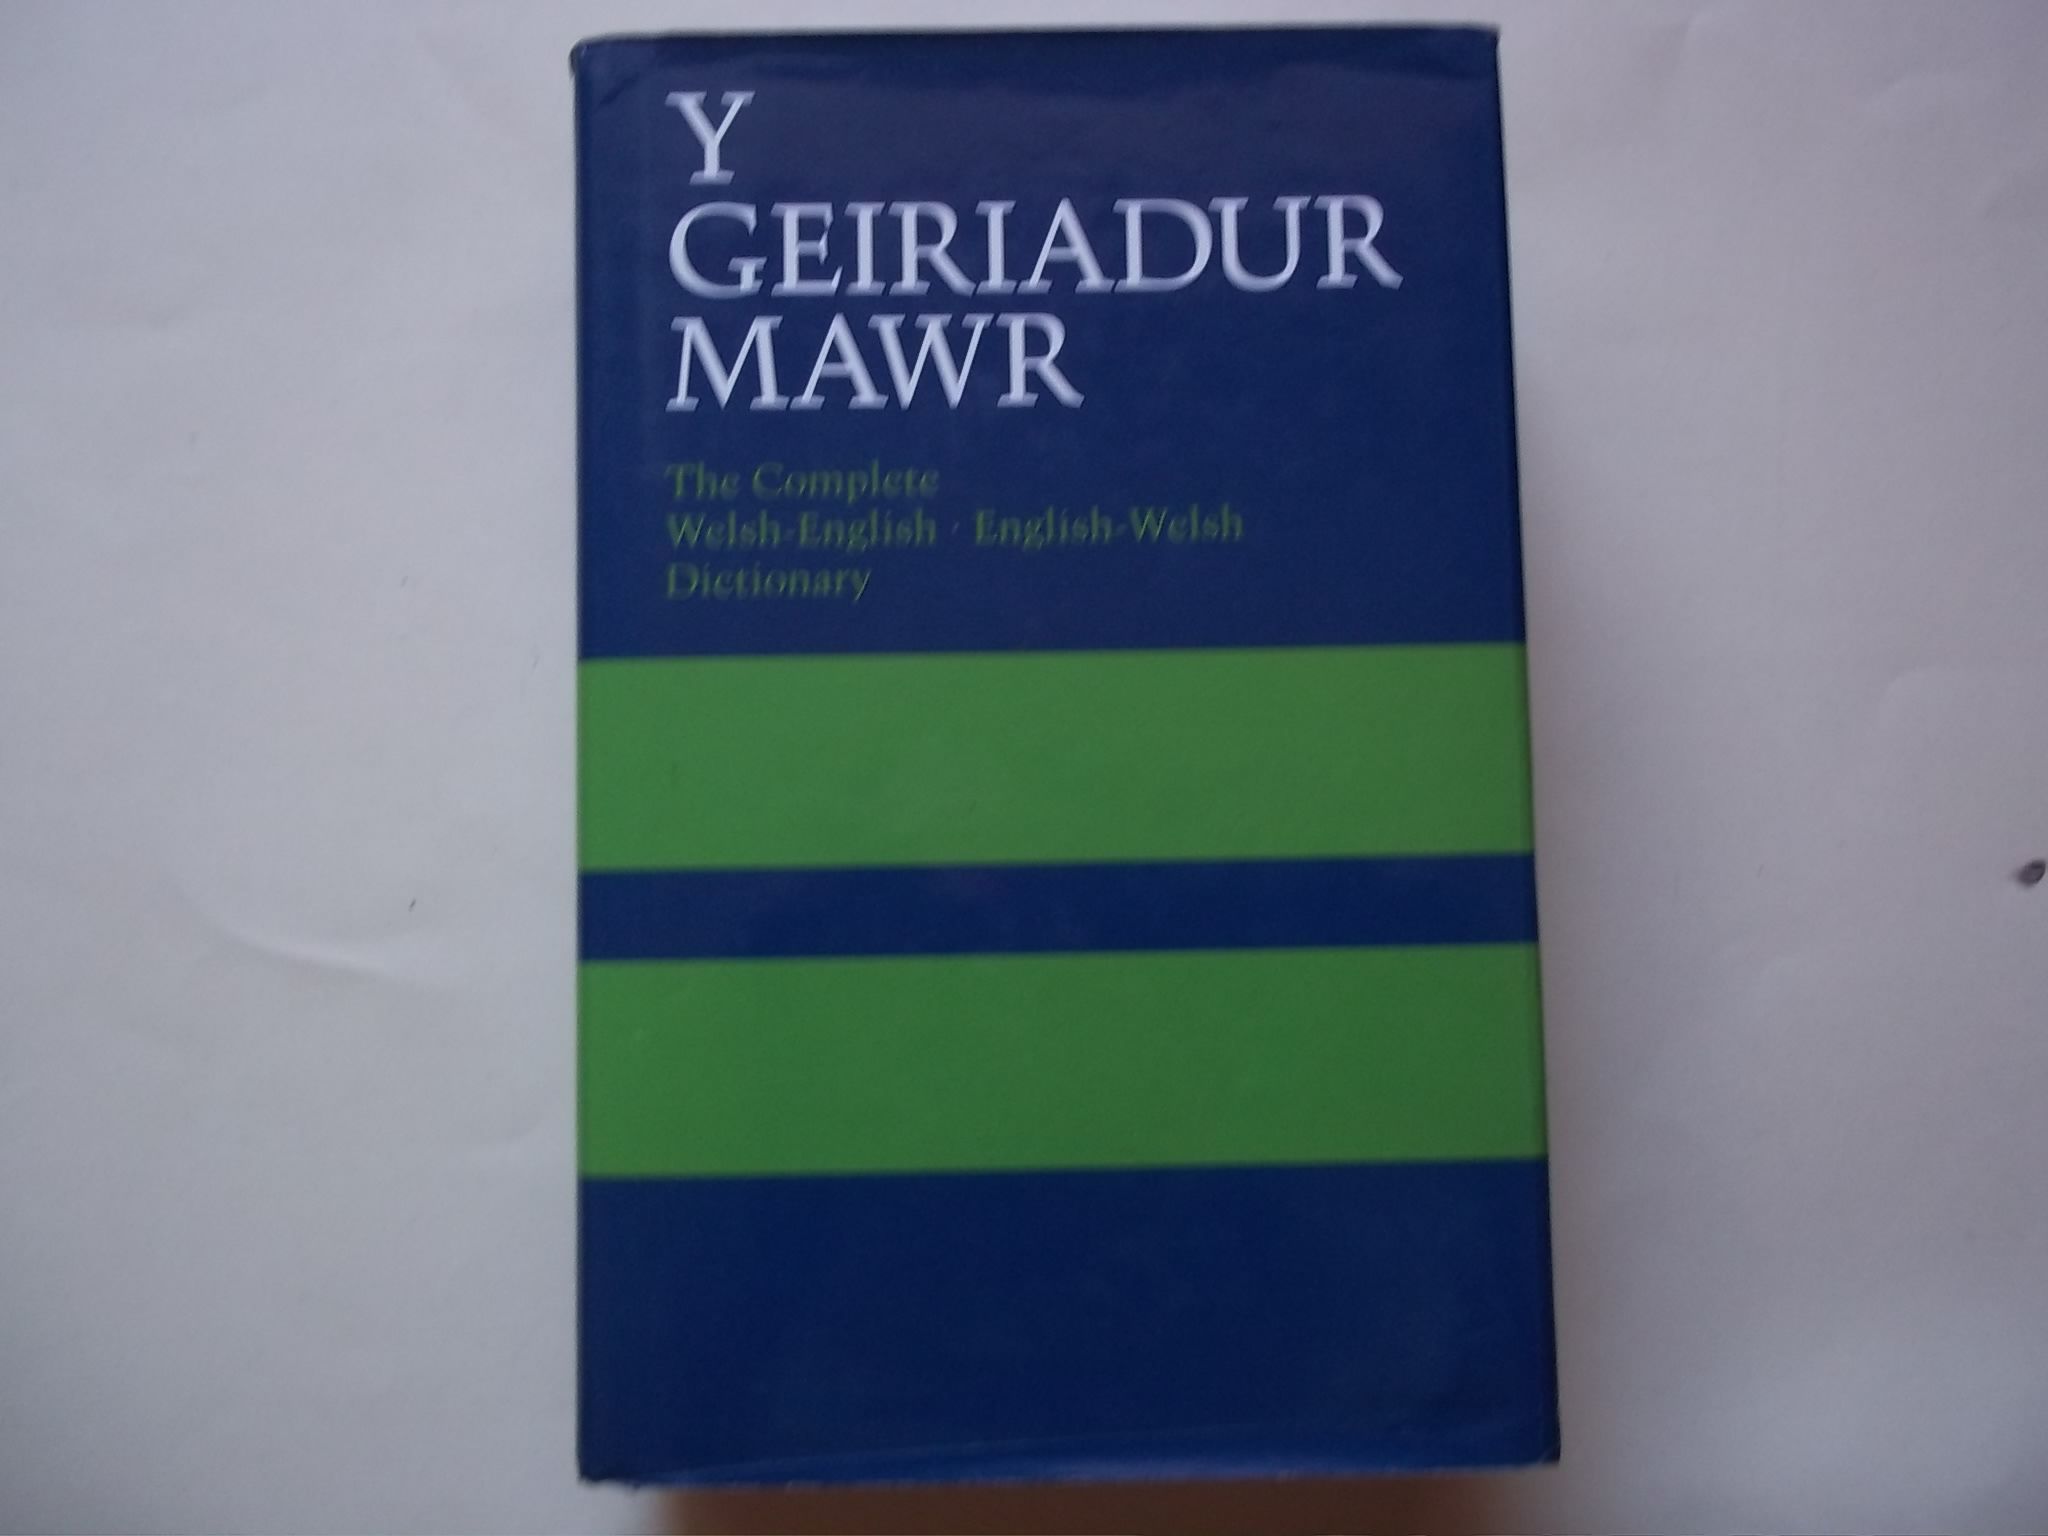 Y
GEIRIADUR
MAWR
The Complete
Welsh-English · English-Welsh
Dictionary